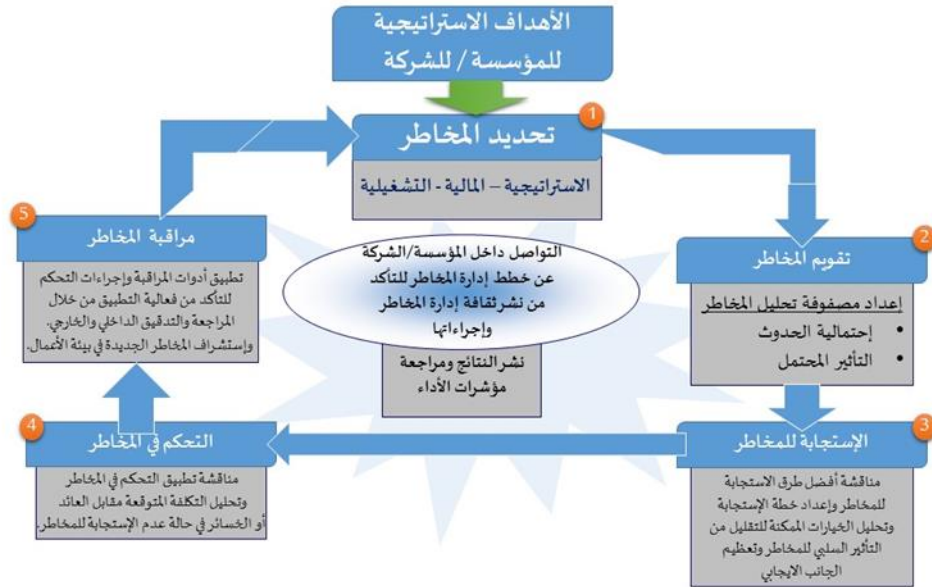 الأهداف الاستراتيجية
للمؤسسة / للشركة
1
تحديد المخاطر
الاستراتيجية – المالية - التشغيلية
2
تقويم المخاطر
إعداد مصفوفة تحليل المخاطر
• إحتمالية الحدوث
• التأثير المحتمل
3
الإستجابة للمخاطر
مناقشة أفضل طرق الاستجابة
للمخاطر وإعداد خطة الإستجابة
وتحليل الخيارات الممكنة للتقليل من
التأثير السلبي للمخاطر وتعظيم
الجانب الايجابي
4
التحكم في المخاطر
مناقشة تطبيق التحكم في المخاطر
وتحليل التكلفة المتوقعة مقابل العائد
أو الخسائر في حالة عدم الإستجابة للمخاطر.
5
مراقبة المخاطر
تطبيق أدوات المراقبة وإجراءات التحكم
للتأكد من فعالية التطبيق من خلال
المراجعة والتدقيق الداخلي والخارجي.
وإستشراف المخاطر الجديدة في بيئة الأعمال.
التواصل داخل المؤسسة/الشركة
عن خطط إدارة المخاطر للتأكد
من نشر ثقافة إدارة المخاطر
وإجراءاتها
نشر النتائج ومراجعة
مؤشرات الأداء